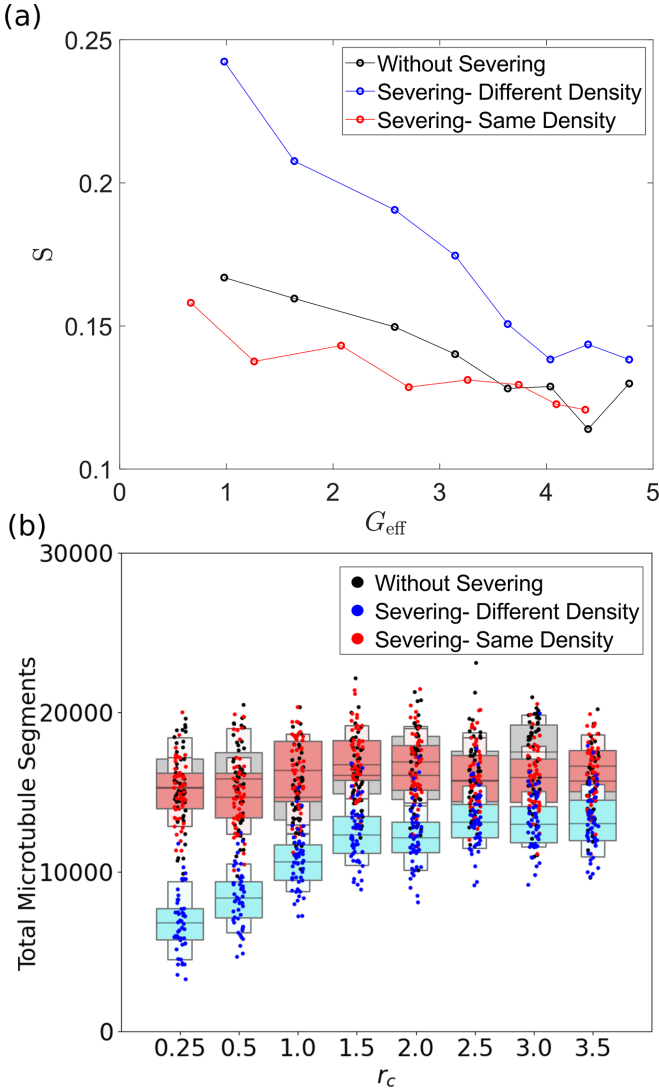 (a)
0.25
0.2
0.15
0.1
S
Without Severing
Severing- Different Density
Severing- Same Density
0 1 2 3 4 5
G_eff
(b)
30000
20000
10000
0
Total Microtubule Segments
Without Severing
Severing- Different Density
Severing- Same Density
0.25 0.5 1.0 1.5 2.0 2.5 3.0 3.5
r_c